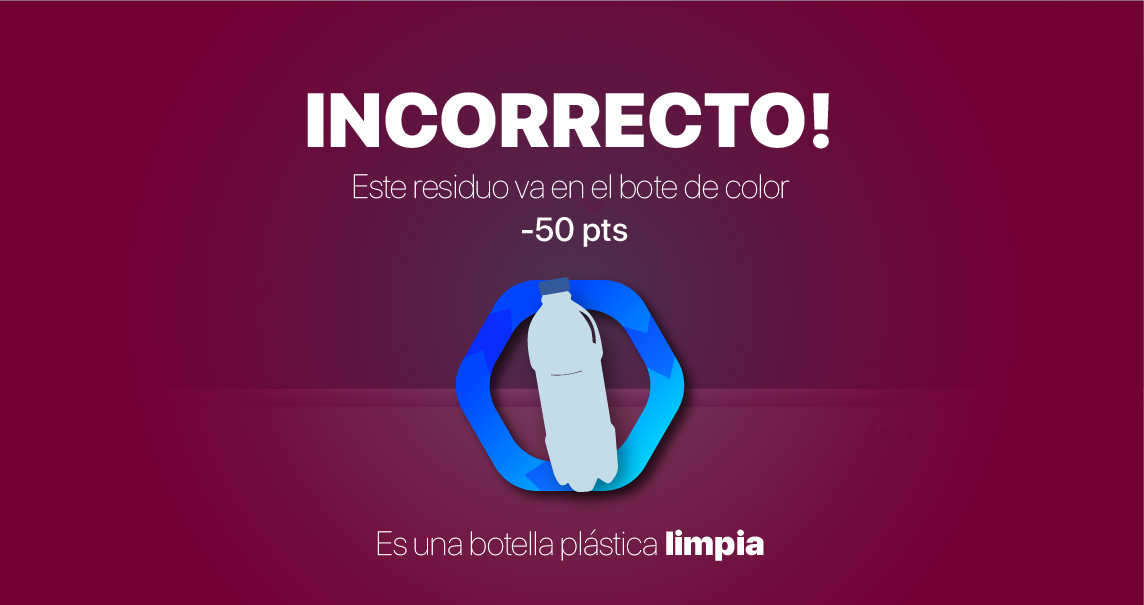 INCORRECTO!
Este residuo va en el bote de color
-50 pts
Es una botella plástica limpia